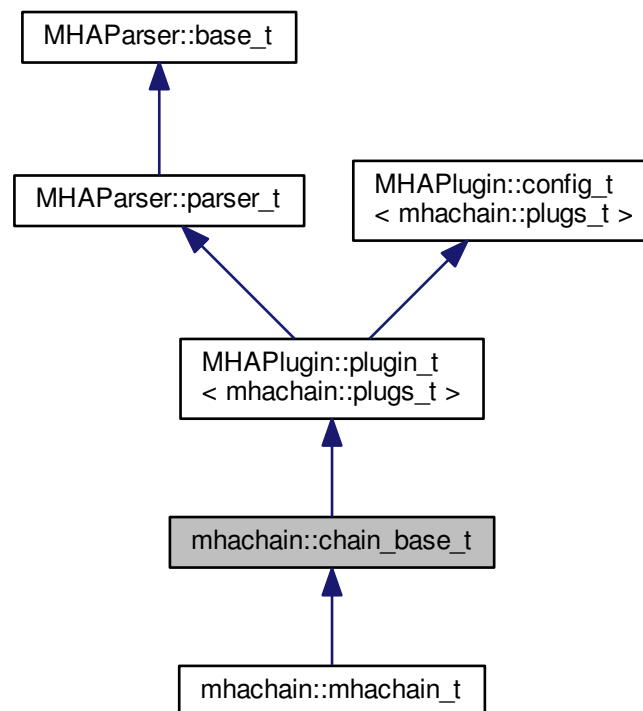 MHAParser::base_t
MHAParser::parser_t
MHAPlugin::config_t
< mhachain::plugs_t >
MHAPlugin::plugin_t
< mhachain::plugs_t >
mhachain::chain_base_t
mhachain::mhachain_t